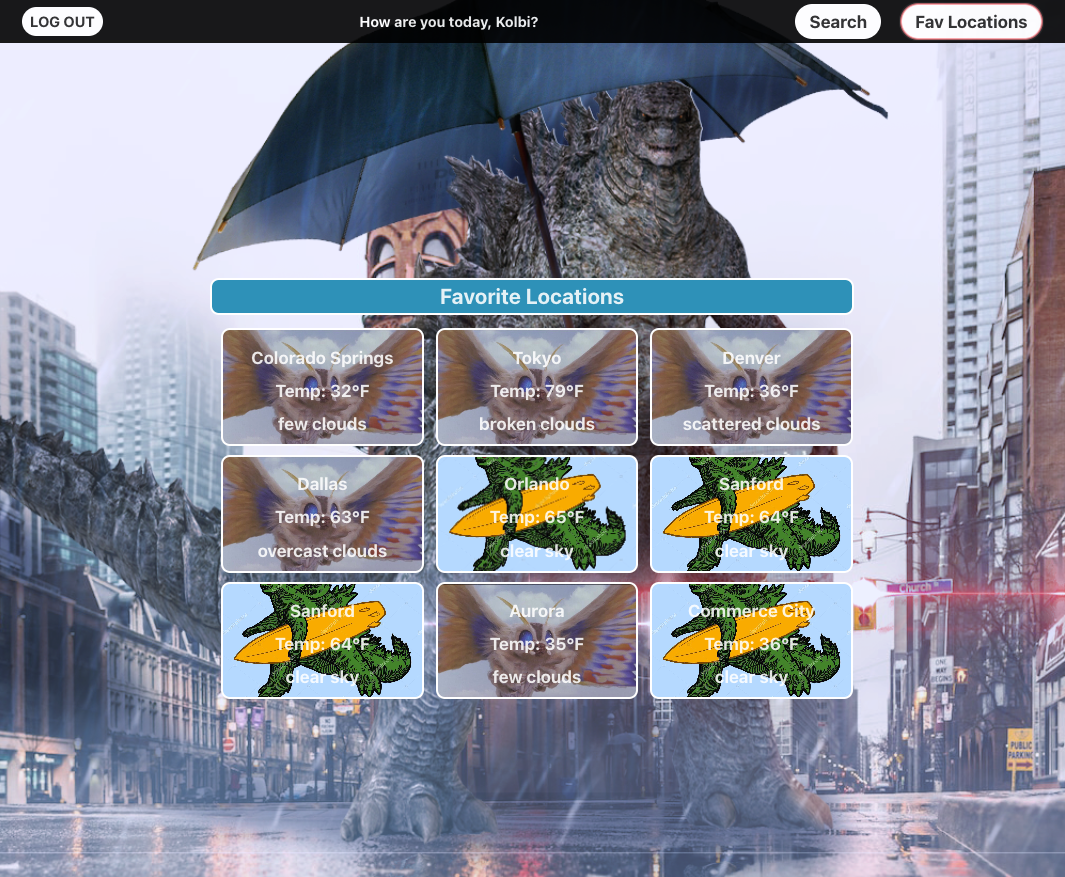 LOG OUT
How are you today, Kolbi?
Search
Fav Locations
Favorite Locations
Colorado Springs
Temp: 32°F
few clouds
Tokyo
Temp: 79°F
broken clouds
Denver
Temp: 36°F
scattered clouds
Dallas
Temp: 63°F
overcast clouds
Orlando
Temp: 65°F
clear sky
Sanford
Temp: 64°F
clear sky
Sanford
Temp: 64°F
clear sky
Aurora
Temp: 35°F
few clouds
Commerce City
Temp: 36°F
clear sky
Church
ONE WAY
BEGINS
PUBLIC
PARKING